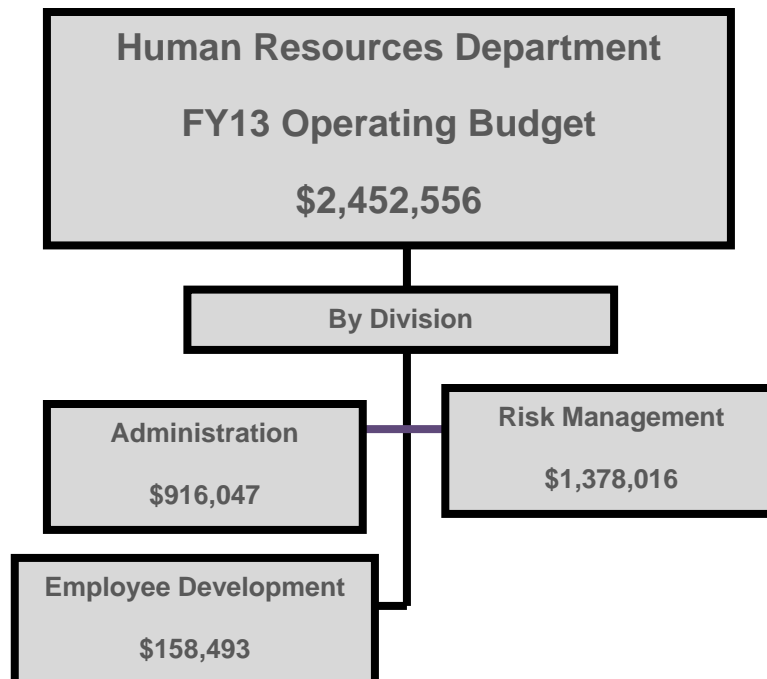 Human Resources Department
FY13 Operating Budget
$2,452,556
By Division
Administration
$916,047
Risk Management
$1,378,016
Employee Development
$158,493